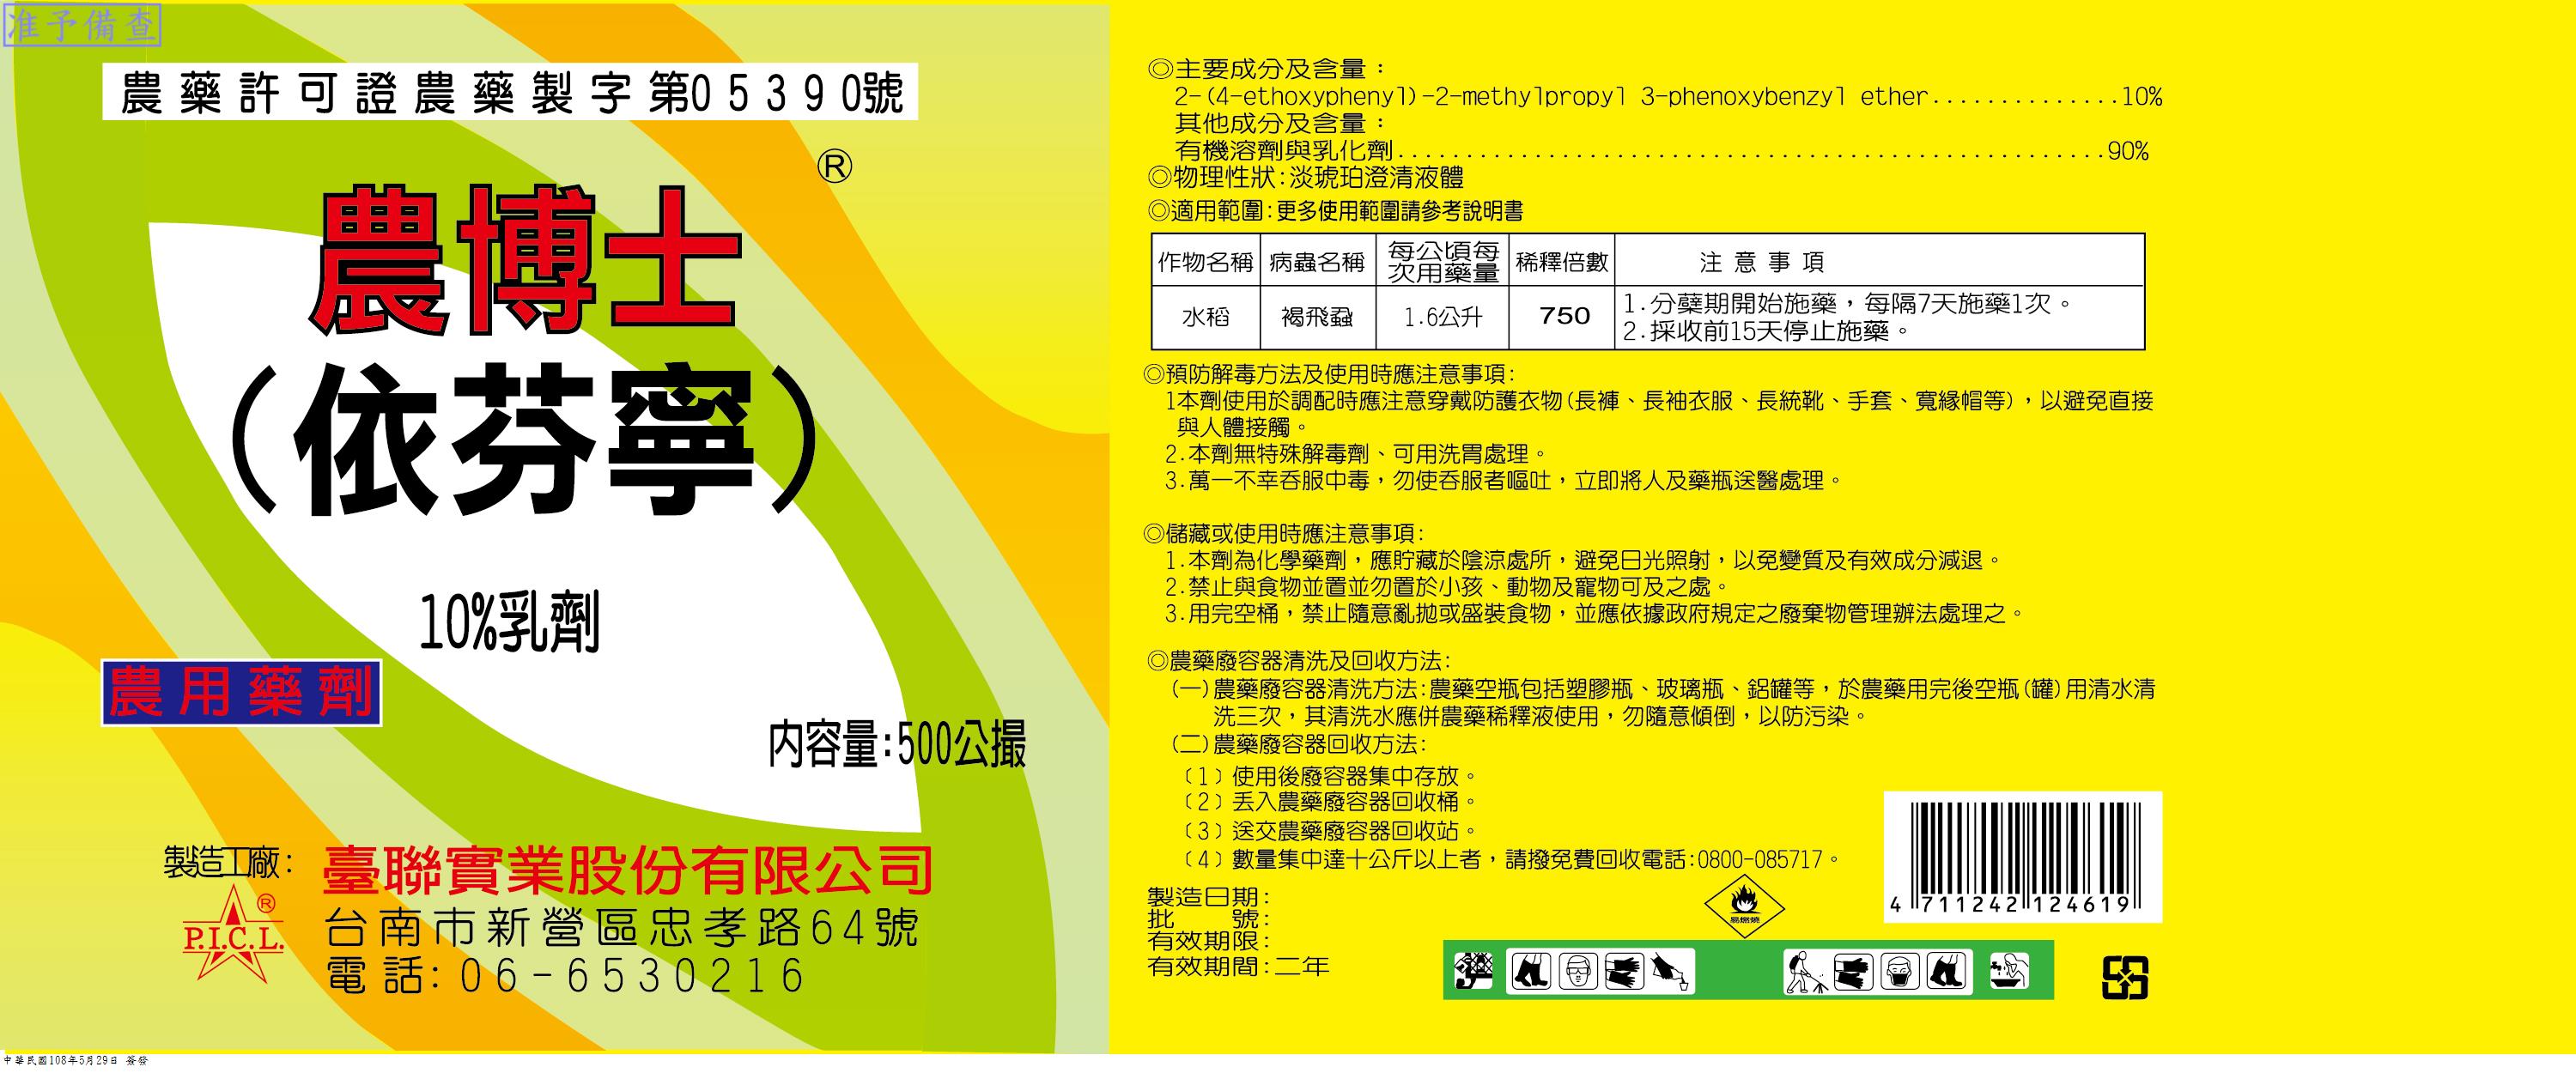 准予備查
農藥許可證農藥製字第05390號
®
農博士
(依芬寧)
10%乳劑
農用藥劑
內容量:500公撮
製造工廠:
臺聯實業股份有限公司
®
P.I.C.L.
台南市新營區忠孝路64號
電話:06-6530216
中華民國108年5月29日 簽發
◎主要成分及含量：
2-(4-ethoxyphenyl)-2-methylpropyl 3-phenoxybenzyl ether..............10%
其他成分及含量：
有機溶劑與乳化劑....................................................90%
◎物理性狀:淡琥珀澄清液體
◎適用範圍:更多使用範圍請參考說明書
作物名稱 病蟲名稱 每公頃每次用藥量 稀釋倍數 注意事項
水稻 褐飛蝨 1.6公升 750 1.分蘗期開始施藥，每隔7天施藥1次。
2.採收前15天停止施藥。
◎預防解毒方法及使用時應注意事項:
1本劑使用於調配時應注意穿戴防護衣物(長褲、長袖衣服、長統靴、手套、寬緣帽等)，以避免直接
與人體接觸。
2.本劑無特殊解毒劑、可用洗胃處理。
3.萬一不幸吞服中毒，勿使吞服者嘔吐，立即將人及藥瓶送醫處理。
◎儲藏或使用時應注意事項:
1.本劑為化學藥劑，應貯藏於陰涼處所，避免日光照射，以免變質及有效成分減退。
2.禁止與食物並置並勿置於小孩、動物及寵物可及之處。
3.用完空桶，禁止隨意亂拋或盛裝食物，並應依據政府規定之廢棄物管理辦法處理之。
◎農藥廢容器清洗及回收方法:
(一)農藥廢容器清洗方法:農藥空瓶包括塑膠瓶、玻璃瓶、鋁罐等，於農藥用完後空瓶(罐)用清水清
洗三次，其清洗水應併農藥稀釋液使用，勿隨意傾倒，以防污染。
(二)農藥廢容器回收方法:
(1)使用後廢容器集中存放。
(2)丟入農藥廢容器回收桶。
(3)送交農藥廢容器回收站。
(4)數量集中達十公斤以上者，請撥免費回收電話:0800-085717。
製造日期:
批 號:
有效期限:
有效期間:二年
易燃燒
4 711242 124619